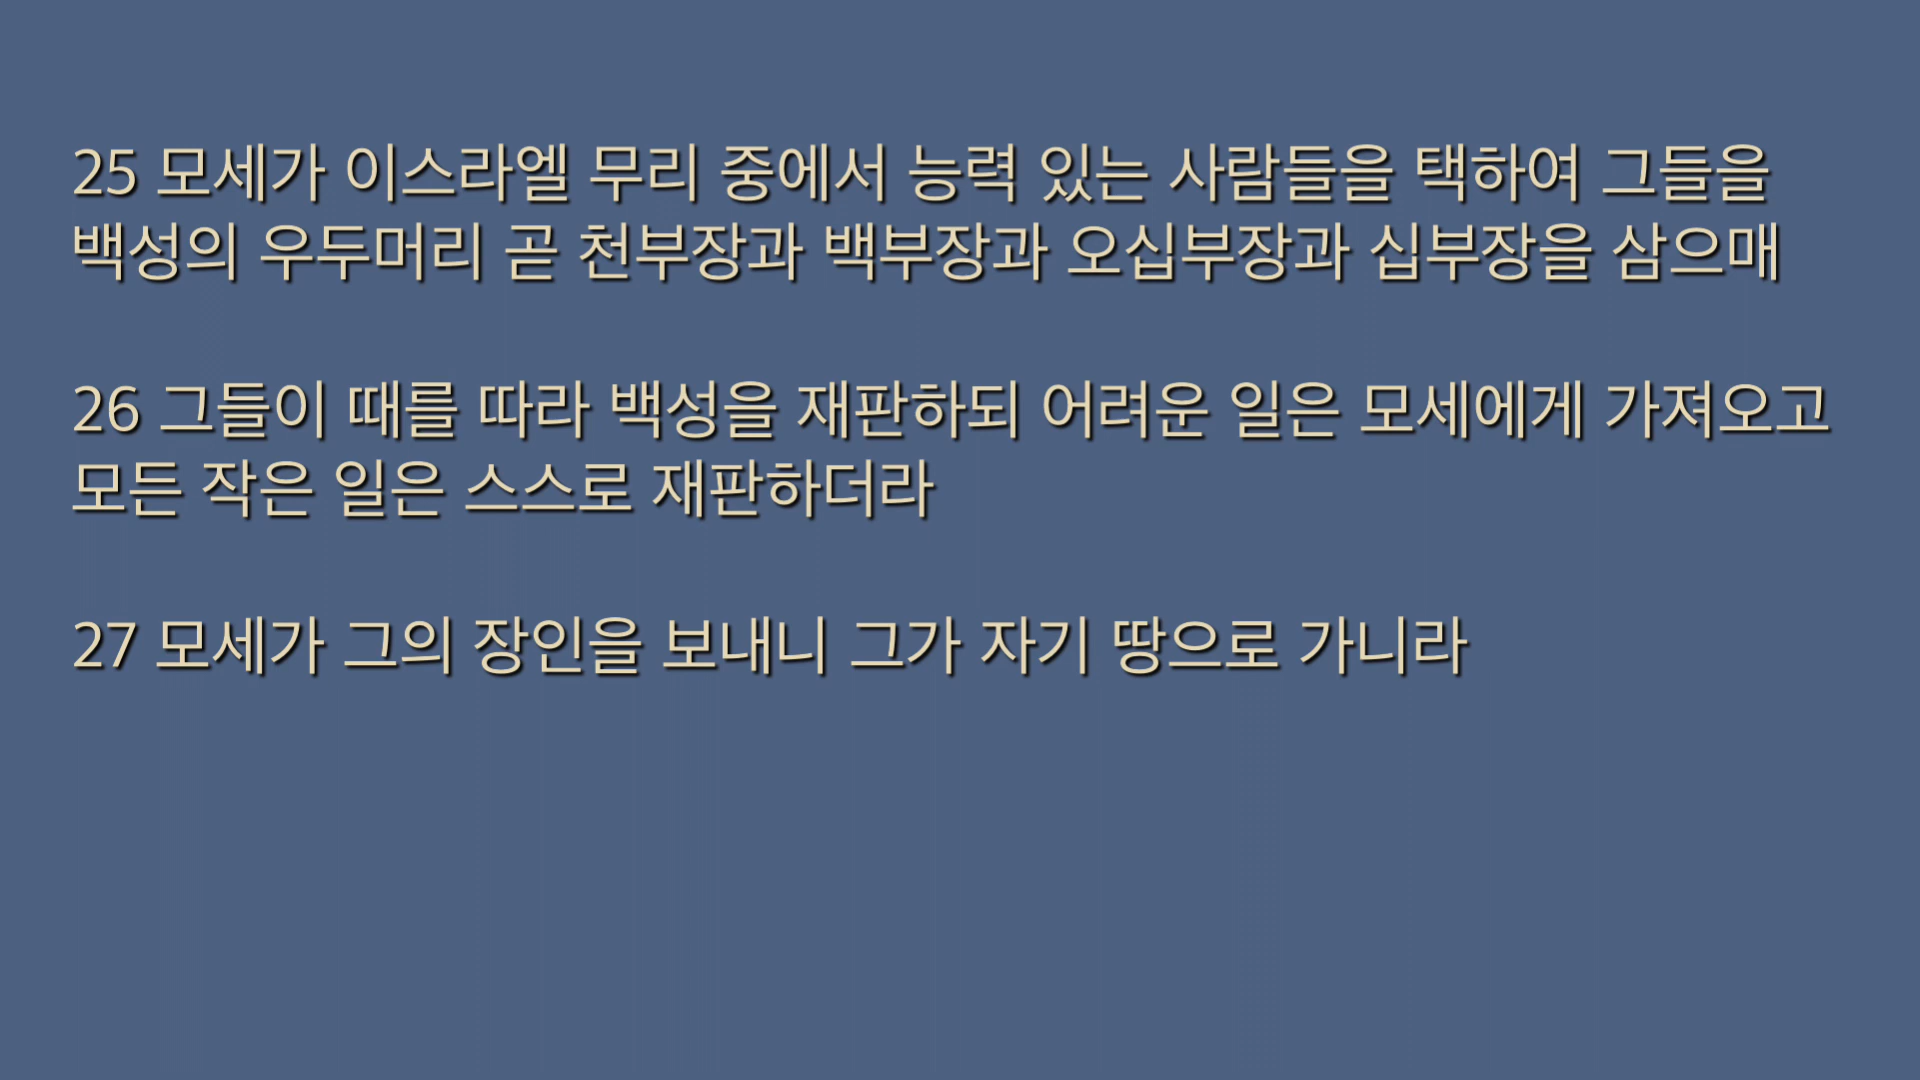 25 모세가 이스라엘 무리 중에서 능력 있는 사람들을 택하여 그들을
백성의 우두머리 곧 천부장과 백부장과 오십부장과 십부장을 삼으매
26 그들이 때를 따라 백성을 재판하되 어려운 일은 모세에게 가져오고
모든 작은 일은 스스로 재판하더라
27 모세가 그의 장인을 보내니 그가 자기 땅으로 가니라